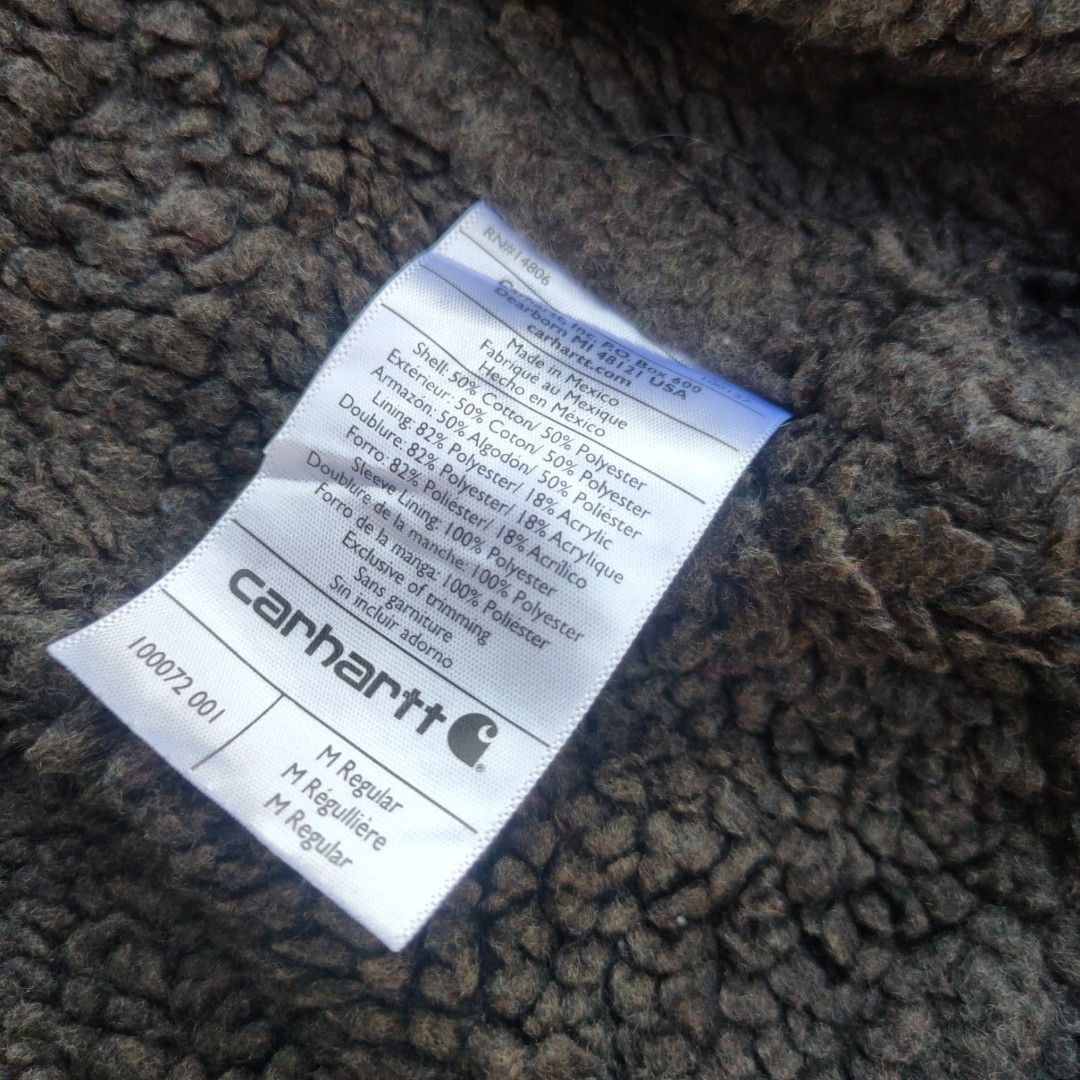 RN#14806
Inc, P.O. Box 600
Dearborn, MI 48121 USA
carhartt.com
Made in Mexico
Fabriqué au Mexique
Hecho en México
Shell: 50% Cotton/ 50% Polyester
Extérieur: 50% Coton/ 50% Polyester
Armazon: 50% Algodón/ 50% Poliéster
Lining: 82% Polyester/ 18% Acrylic
Doublure: 82% Polyester/ 18% Acrylique
Forro: 82% Poliéster/ 18% Acrílico
Sleeve Lining: 100% Polyester
Doublure de la manche: 100% Polyester
Forro de la manga: 100% Poliéster
Exclusive of trimming
Sans garniture
Sin incluir adorno
carhartt
100072 001
M Regular
M Régullière
M Regular